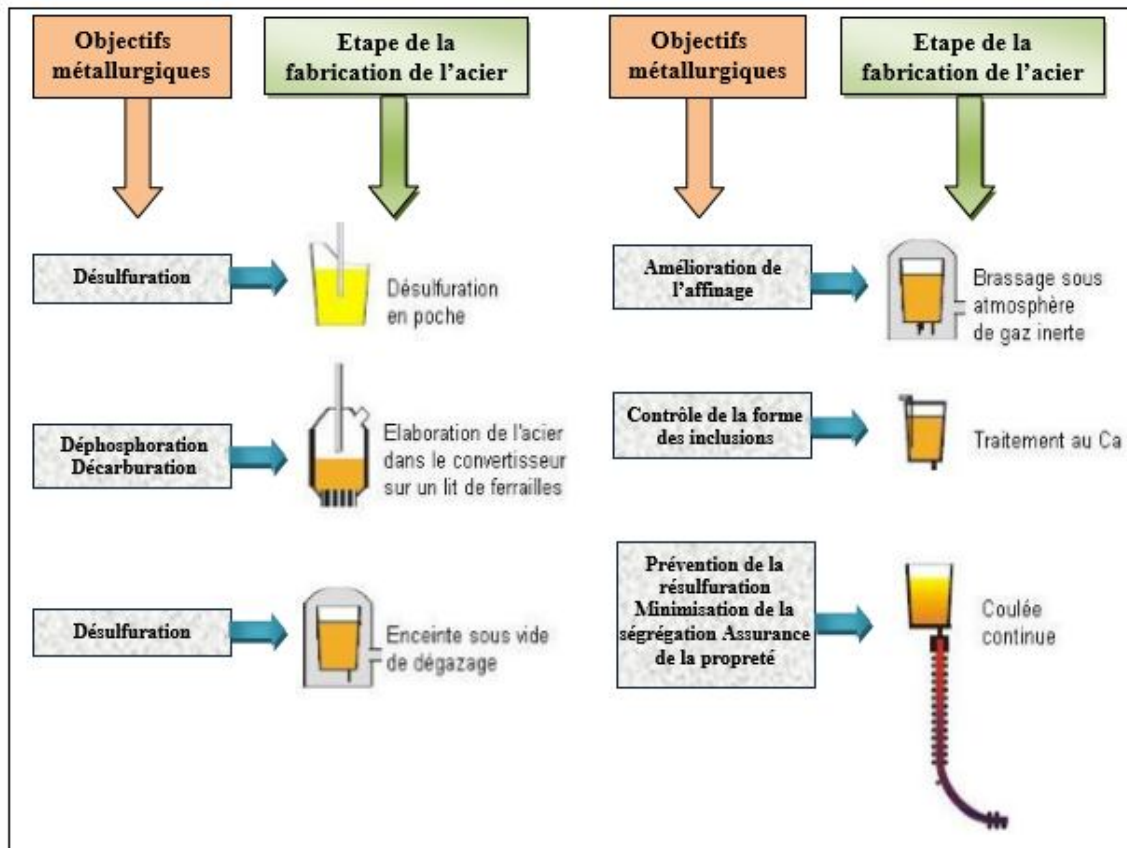 Objectifs
métallurgiques
Etape de la
fabrication de l'acier
Désulfuration
Désulfuration
en poche
Déphosphoration
Décarburation
Elaboration de l'acier
dans le convertisseur
sur un lit de ferrailles
Désulfuration
Enceinte sous vide
de dégazage
Objectifs
métallurgiques
Etape de la
fabrication de l'acier
Amélioration de
l'affinage
Brassage sous
atmosphère
de gaz inerte
Contrôle de la forme
des inclusions
Traitement au Ca
Prévention de la
résulfuration
Minimisation de la
ségrégation Assurance
de la propreté
Coulée
continue